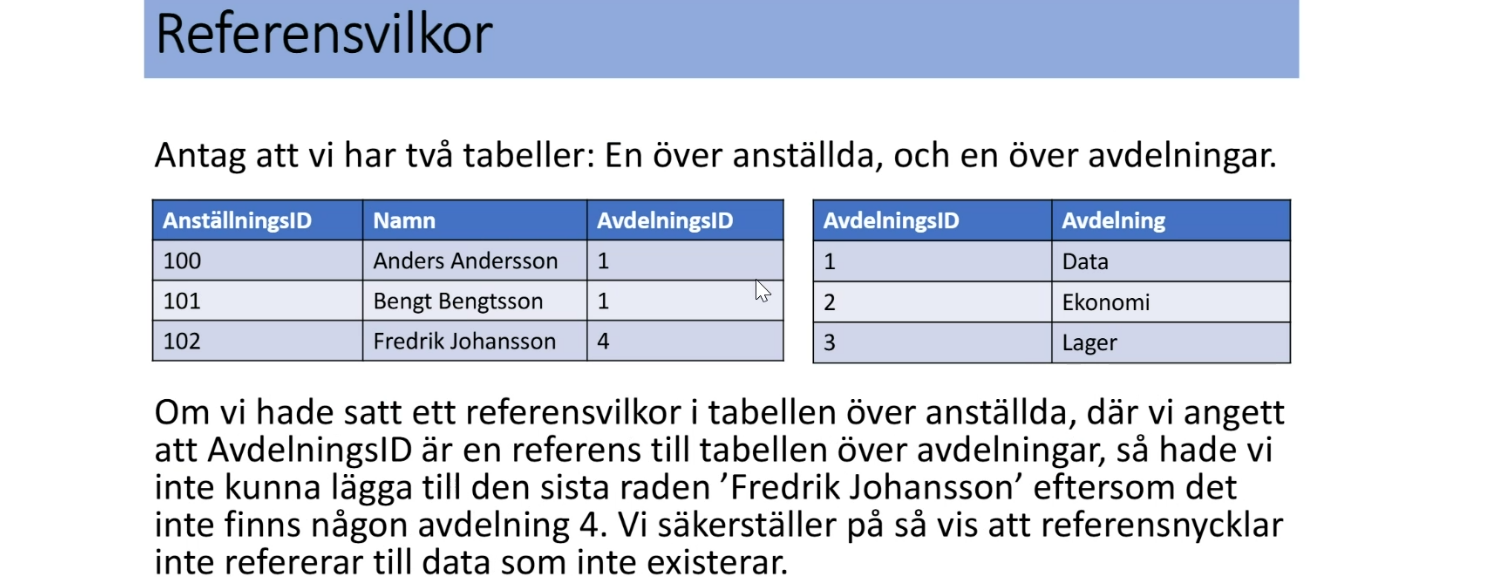 Referensvilkor
Antag att vi har två tabeller: En över anställda, och en över avdelningar.
AnställningsID Namn AvdelningsID
100 Anders Andersson 1
101 Bengt Bengtsson 1
102 Fredrik Johansson 4
AvdelningsID Avdelning
1 Data
2 Ekonomi
3 Lager
Om vi hade satt ett referensvilkor i tabellen över anställda, där vi angett
att AvdelningsID är en referens till tabellen över avdelningar, så hade vi
inte kunna lägga till den sista raden ’Fredrik Johansson’ eftersom det
inte finns någon avdelning 4. Vi säkerställer på så vis att referensnycklar
inte refererar till data som inte existerar.